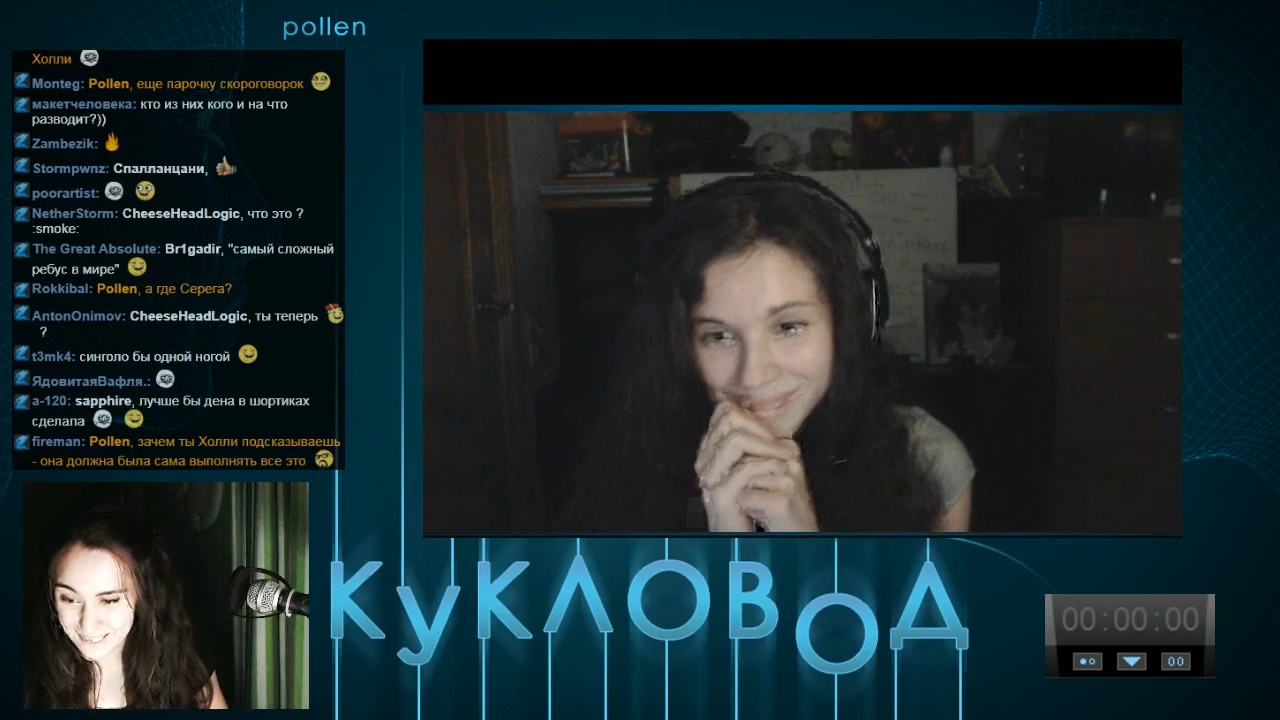 pollen
Холли
Monteg: Pollen, еще парочку скороговорок
макетчеловека: кто из них кого и на что
разводит?))
Zambezik:
Stormpwnz: Спалланцани,
poorartist:
NetherStorm: CheeseHeadLogic, что это ?
:smoke:
The Great Absolute: Br1gadir, "самый сложный
ребус в мире"
Rokkibal: Pollen, а где Серега?
AntonOnimov: CheeseHeadLogic, ты теперь
?
t3mk4: синголо бы одной ногой
ЯдовитаяВафля.:
a-120: sapphire, лучше бы дена в шортиках
сделала
fireman: Pollen, зачем ты Холли подсказываешь
- она должна была сама выполнять все это
КуКЛОВОД
00:00:00
00